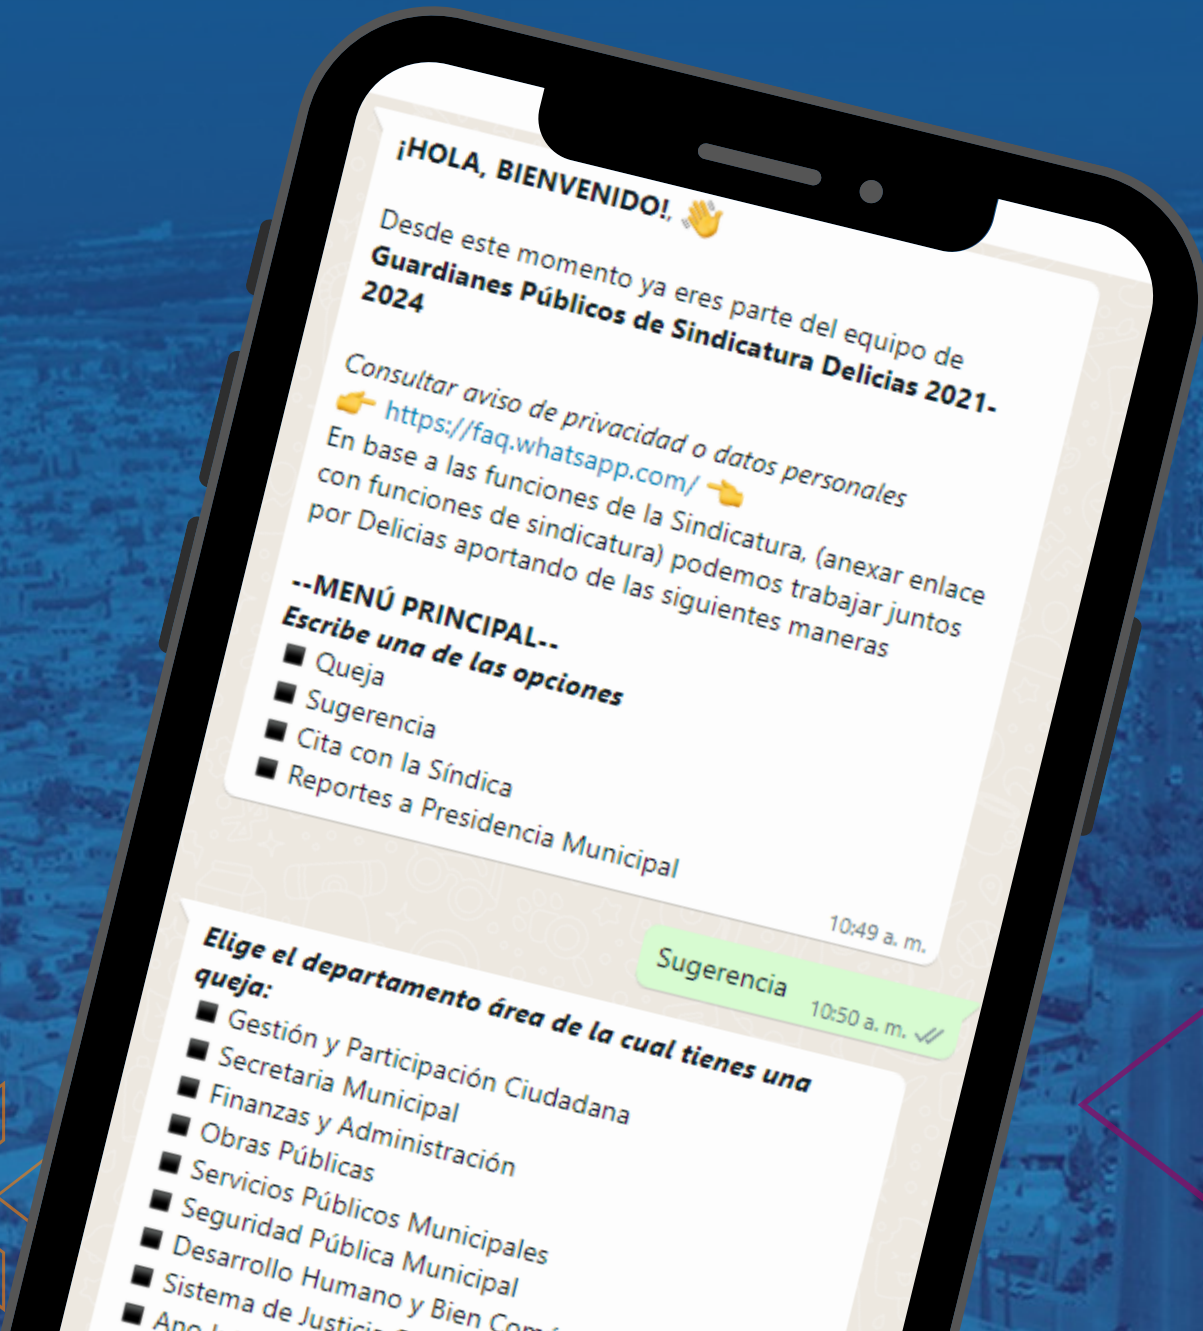 ¡HOLA, BIENVENIDO!, 👋
Desde este momento ya eres parte del equipo de
Guardianes Públicos de Sindicatura Delicias 2021-
2024
Consultar aviso de privacidad o datos personales
👉 https://faq.whatsapp.com/ 👈
En base a las funciones de la Sindicatura, (anexar enlace
con funciones de sindicatura) podemos trabajar juntos
por Delicias aportando de las siguientes maneras
--MENÚ PRINCIPAL--
Escribe una de las opciones
◾ Queja
◾ Sugerencia
◾ Cita con la Síndica
◾ Reportes a Presidencia Municipal
10:49 a. m.
Sugerencia 10:50 a. m.
Elige el departamento área de la cual tienes una
queja:
◾ Gestión y Participación Ciudadana
◾ Secretaria Municipal
◾ Finanzas y Administración
◾ Obras Públicas
◾ Servicios Públicos Municipales
◾ Seguridad Pública Municipal
◾ Desarrollo Humano y Bien
◾ Sistema de Justicia